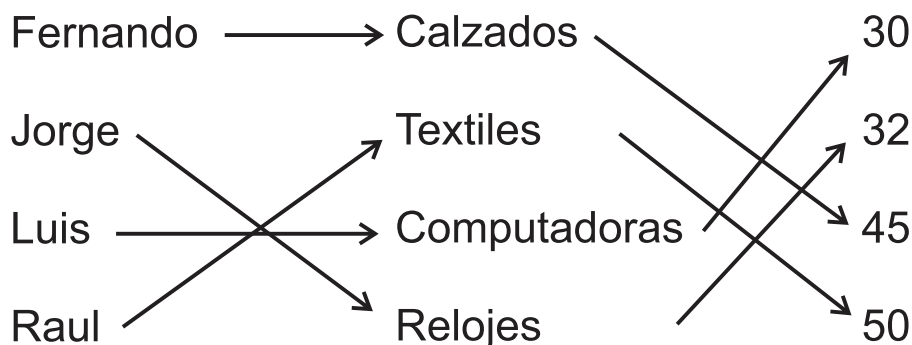 Fernando Calzados 30
Jorge Textiles 32
Luis Computadoras 45
Raul Relojes 50